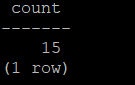 count
-------
15
(1 row)